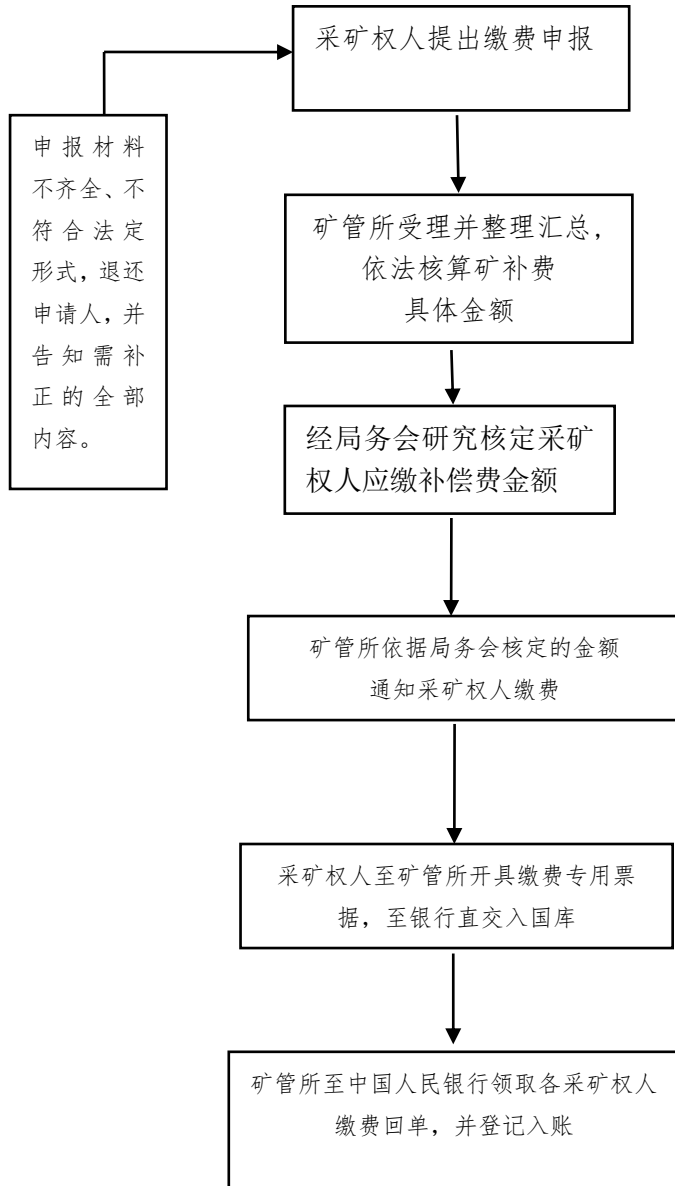 采矿权人提出缴费申报
申报材料
不齐全、不
符合法定
形式，退还
申请人，并
告知需补
正的全部
内容。
矿管所受理并整理汇总，
依法核算矿补费
具体金额
经局务会研究核定采矿
权人应缴补偿费金额
矿管所依据局务会核定的金额
通知采矿权人缴费
采矿权人至矿管所开具缴费专用票
据，至银行直交入国库
矿管所至中国人民银行领取各采矿权人
缴费回单，并登记入账